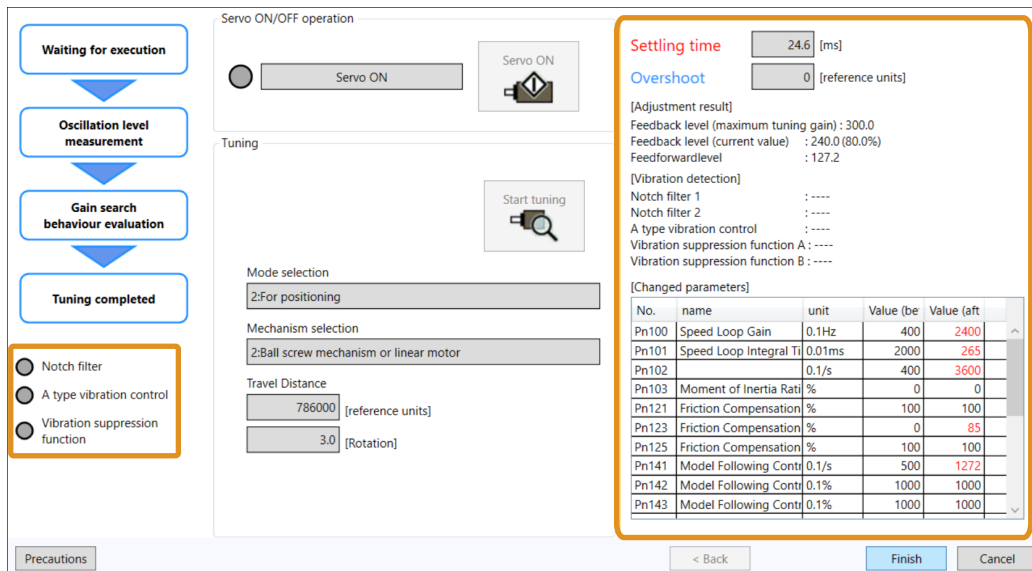 Waiting for execution
Oscillation level
measurement
Gain search
behaviour evaluation
Tuning completed
Notch filter
A type vibration control
Vibration suppression
function
Servo ON/OFF operation
Servo ON
Servo ON
Tuning
Start tuning
Mode selection
2:For positioning
Mechanism selection
2:Ball screw mechanism or linear motor
Travel Distance
786000 [reference units]
3.0 [Rotation]
Settling time 24.6 [ms]
Overshoot 0 [reference units]
[Adjustment result]
Feedback level (maximum tuning gain) : 300.0
Feedback level (current value) : 240.0 (80.0%)
Feedforwardlevel : 127.2
[Vibration detection]
Notch filter 1 : ----
Notch filter 2 : ----
A type vibration control : ----
Vibration suppression function A : ----
Vibration suppression function B : ----
[Changed parameters]
No. name unit Value (be Value (aft
Pn100 Speed Loop Gain 0.1Hz 400 2400
Pn101 Speed Loop Integral Ti 0.01ms 2000 265
Pn102 0.1/s 400 3600
Pn103 Moment of Inertia Rati % 0 0
Pn121 Friction Compensation % 100 100
Pn123 Friction Compensation % 0 85
Pn125 Friction Compensation % 100 100
Pn141 Model Following Contr 0.1/s 500 1272
Pn142 Model Following Contr 0.1% 1000 1000
Pn143 Model Following Contr 0.1% 1000 1000
Precautions
< Back
Finish
Cancel